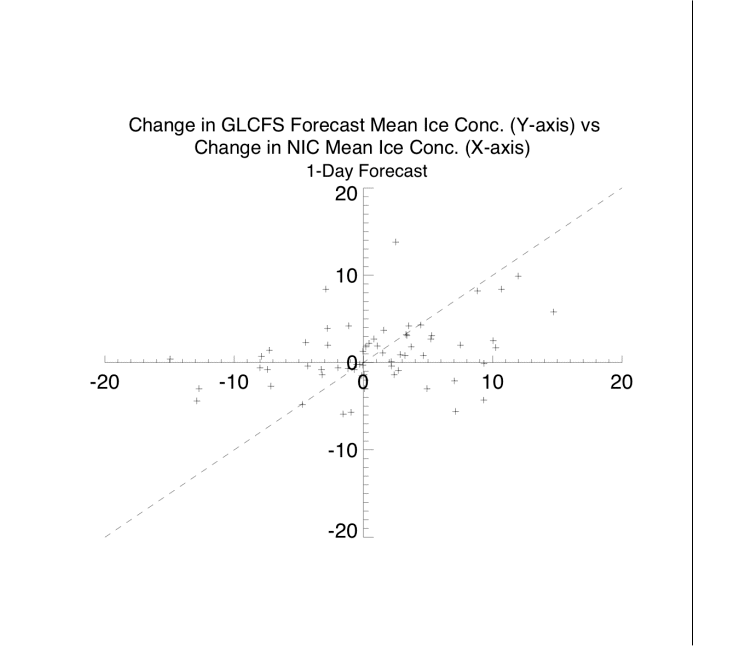 Change in GLCFS Forecast Mean Ice Conc. (Y-axis) vs
Change in NIC Mean Ice Conc. (X-axis)
1-Day Forecast
20
10
0
-20 -10 0 10 20
-10
-20